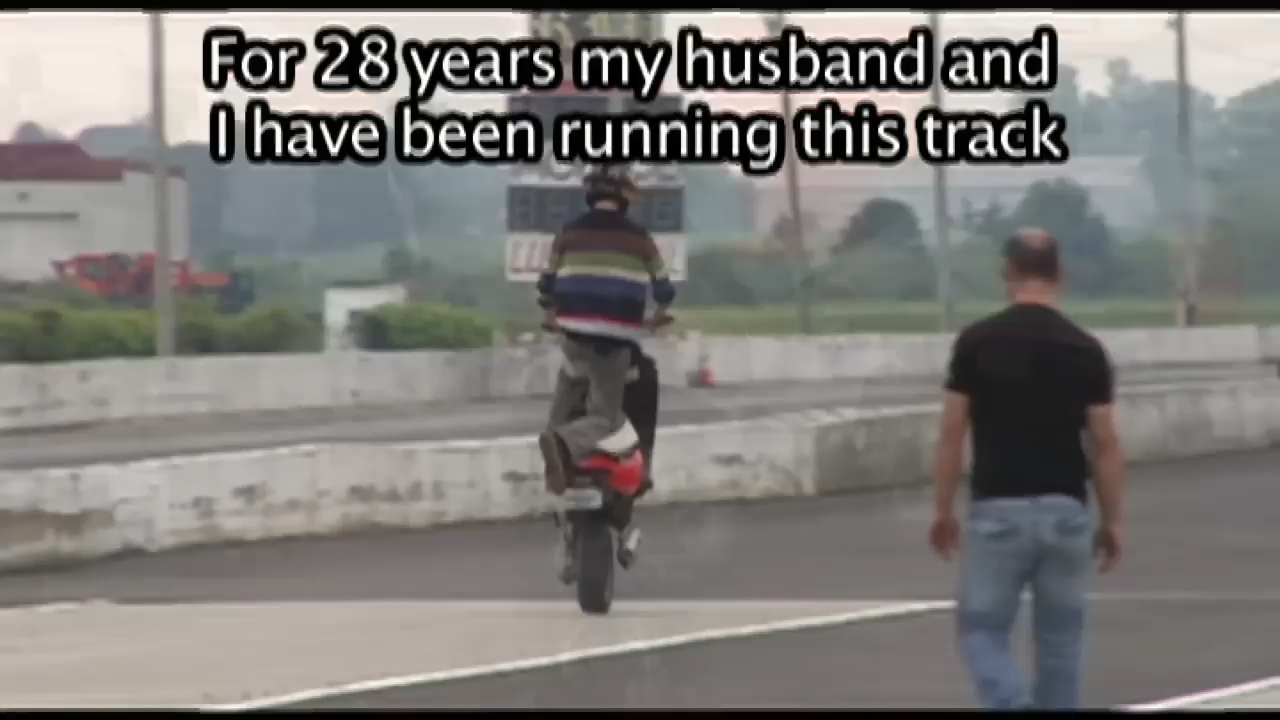 For 28 years my husband and
I have been running this track